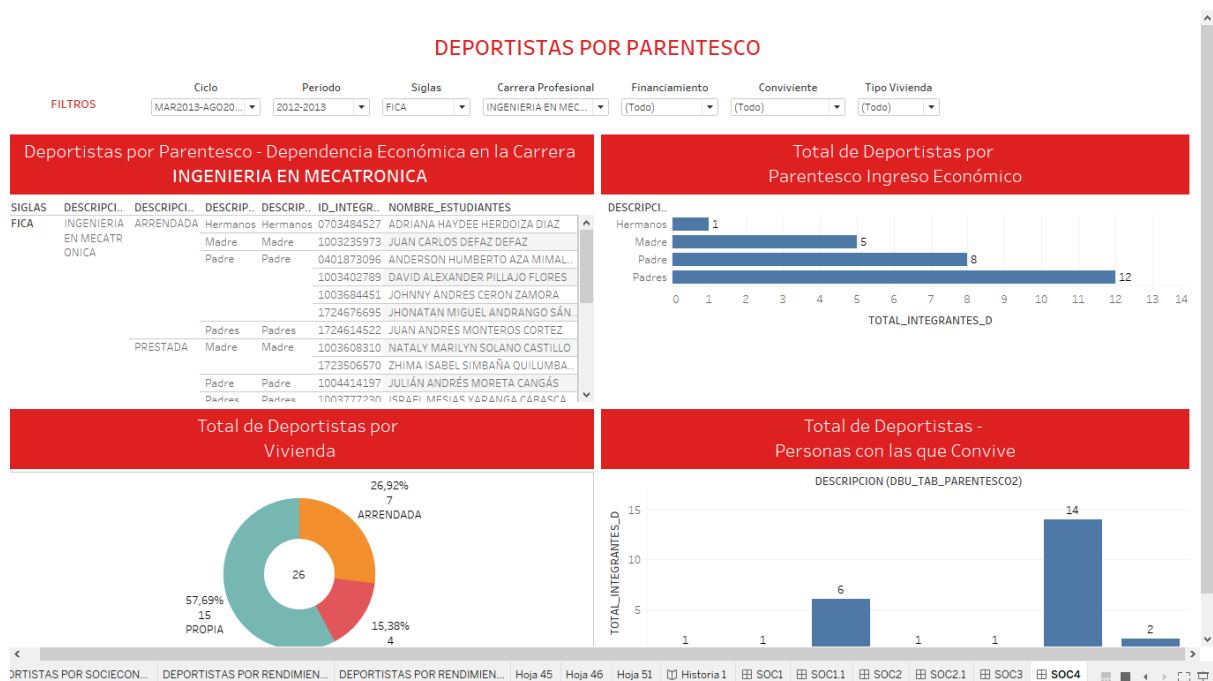 DEPORTISTAS POR PARENTESCO
FILTROS
Ciclo Periodo Siglas Carrera Profesional Financiamiento Conviviente Tipo Vivienda
MAR2013-AGO20... 2012-2013 FICA INGENIERIA EN MEC... (Todo) (Todo) (Todo)
Deportistas por Parentesco - Dependencia Económica en la Carrera
INGENIERIA EN MECATRONICA
SIGLAS DESCRIPCI.. DESCRIPCI.. DESCRIP.. DESCRIP.. ID_INTEGR.. NOMBRE_ESTUDIANTES
FICA INGENIERIA ARRENDADA Hermanos Hermanos 0703484527 ADRIANA HAYDEE HERDOIZA DIAZ
EN MECATR Madre Madre 1003235973 JUAN CARLOS DEFAZ DEFAZ
ONICA Padre Padre 0401873096 ANDERSON HUMBERTO AZA MIMAL..
1003402789 DAVID ALEXANDER PILLAJO FLORES
1003684451 JOHNNY ANDRES CERON ZAMORA
1724676695 JHONATAN MIGUEL ANDRANGO SÁN..
Padres Padres 1724614522 JUAN ANDRES MONTEROS CORTEZ
PRESTADA Madre Madre 1003608310 NATALY MARILYN SOLANO CASTILLO
1723506570 ZHIMA ISABEL SIMBAÑA QUILUMBA..
Padre Padre 1004414197 JULIÁN ANDRÉS MORETA CANGÁS
Padres Padres 1003777230 ISRAEL MESIAS YARANGA CABASCA
Total de Deportistas por
Parentesco Ingreso Económico
DESCRIPCI..
Hermanos 1
Madre 5
Padre 8
Padres 12
0 1 2 3 4 5 6 7 8 9 10 11 12 13 14
TOTAL_INTEGRANTES_D
Total de Deportistas por
Vivienda
26,92%
7
ARRENDADA
26
57,69%
15
PROPIA
15,38%
4
Total de Deportistas -
Personas con las que Convive
DESCRIPCION (DBU_TAB_PARENTESCO2)
TOTAL_INTEGRANTES_D
15
10
5
1 1 6 1 1 14 2
ORTISTAS POR SOCIECON... DEPORTISTAS POR RENDIMIEN... DEPORTISTAS POR RENDIMIEN... Hoja 45 Hoja 46 Hoja 51 Historia 1 SOC1 SOC1.1 SOC2 SOC2.1 SOC3 SOC4